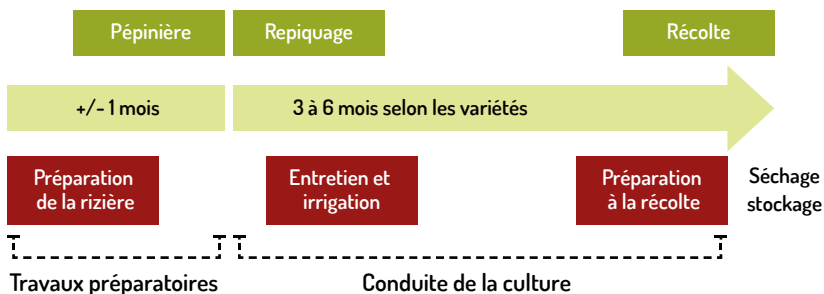 Pépinière
Repiquage
Récolte
+/- 1 mois
3 à 6 mois selon les variétés
Préparation
de la rizière
Entretien et
irrigation
Préparation
à la récolte
Séchage
stockage
Travaux préparatoires
Conduite de la culture